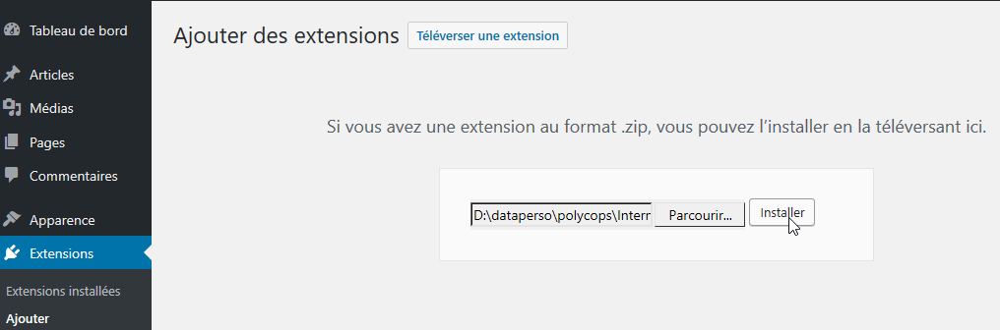 Tableau de bord
Articles
Médias
Pages
Commentaires
Apparence
Extensions
Extensions installées
Ajouter
Ajouter des extensions
Téléverser une extension
Si vous avez une extension au format .zip, vous pouvez l’installer en la téléversant ici.
D:\dataperso\polycops\Intern
Parcourir...
Installer